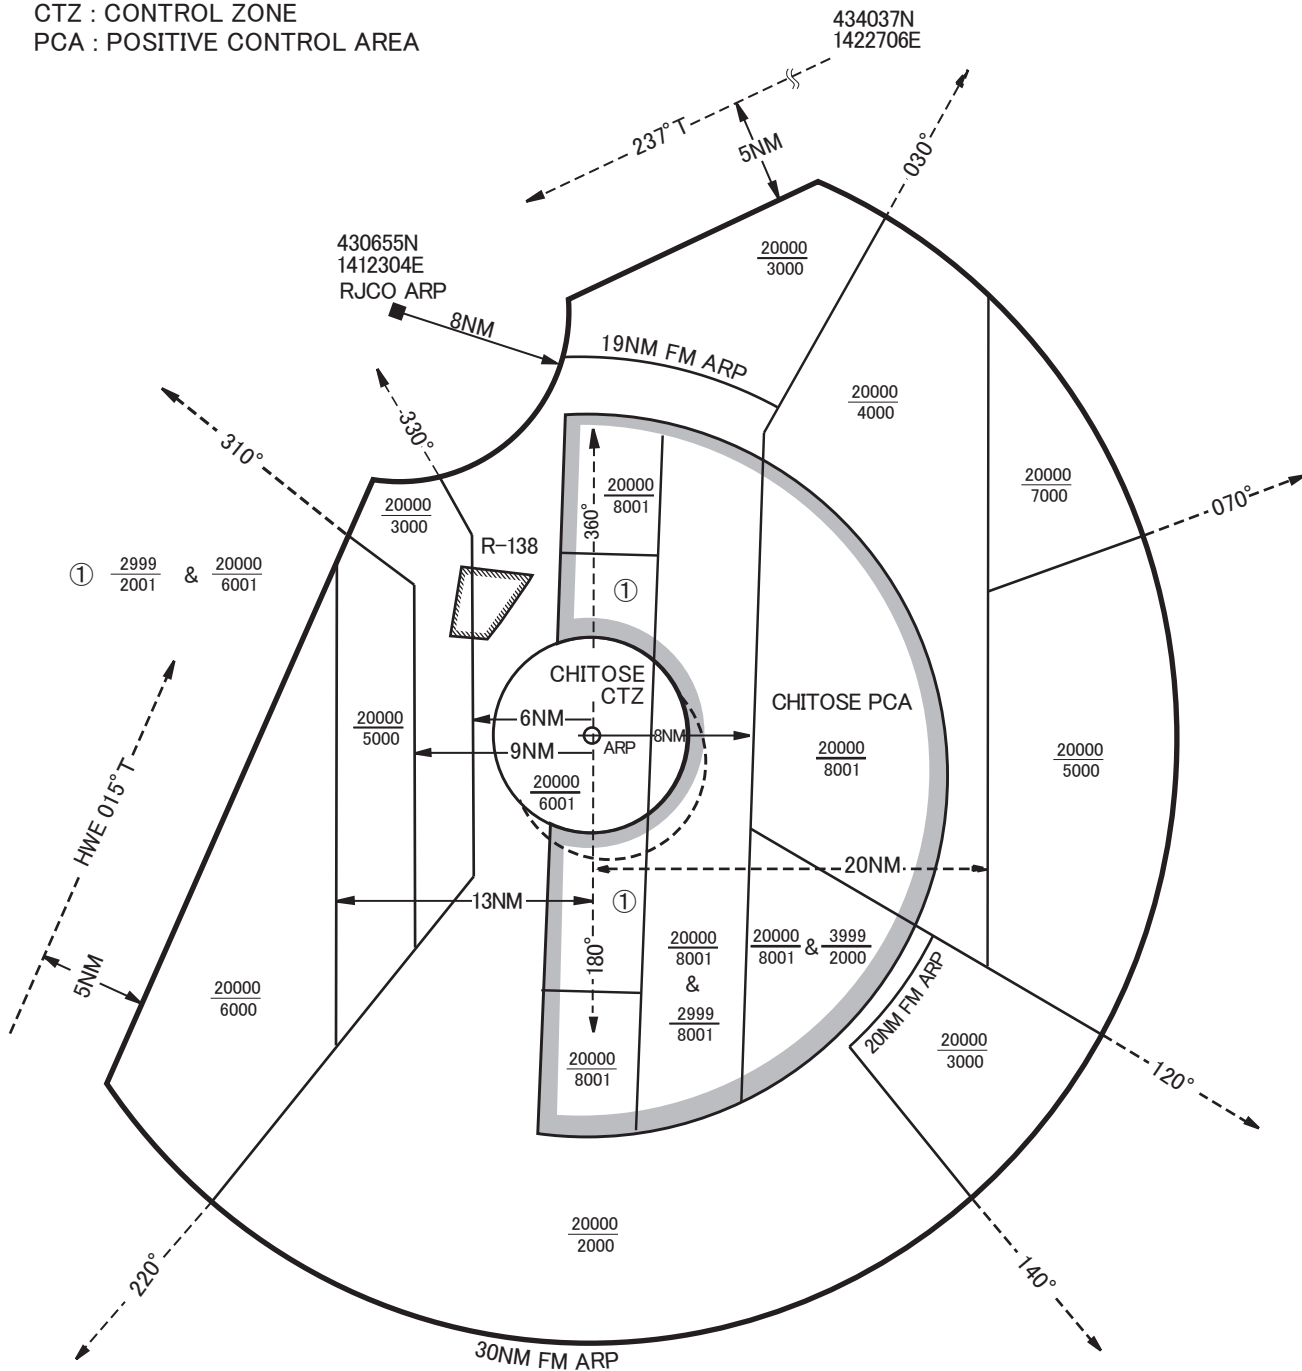 CTZ : CONTROL ZONE
PCA : POSITIVE CONTROL AREA
434037N
1422706E
237°T
5NM
030°
430655N
1412304E
RJCO ARP
8NM
20000
3000
19NM FM ARP
330°
310°
20000
4000
20000
3000
20000
8001
360°
20000
7000
070°
R-138
① 2999
2001
& 20000
6001
①
CHITOSE
CTZ
CHITOSE PCA
6NM
9NM
ARP
8NM
20000
5000
20000
6001
20000
8001
20000
5000
HWE 015°T
20NM
13NM
①
180°
20000
8001
&
2999
8001
20000
8001
& 3999
2000
5NM
20000
6000
20NM FM ARP
20000
3000
20000
8001
120°
20000
2000
220°
140°
30NM FM ARP